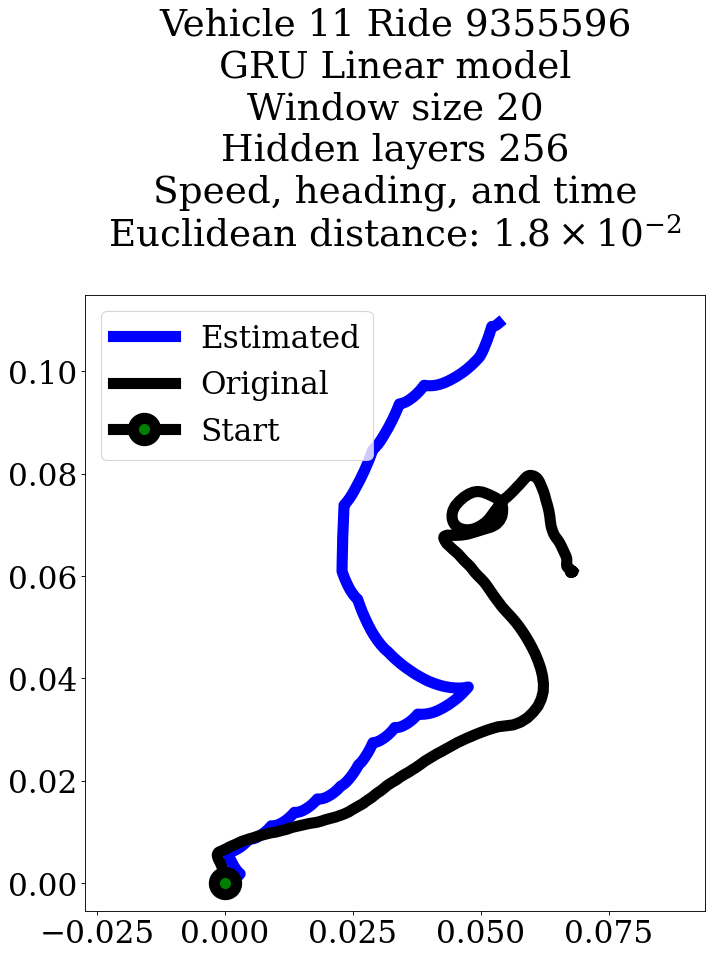 Vehicle 11 Ride 9355596
GRU Linear model
Window size 20
Hidden layers 256
Speed, heading, and time
Euclidean distance: 1.8 × 10⁻²
Estimated
Original
Start
0.10
0.08
0.06
0.04
0.02
0.00
−0.025 0.000 0.025 0.050 0.075